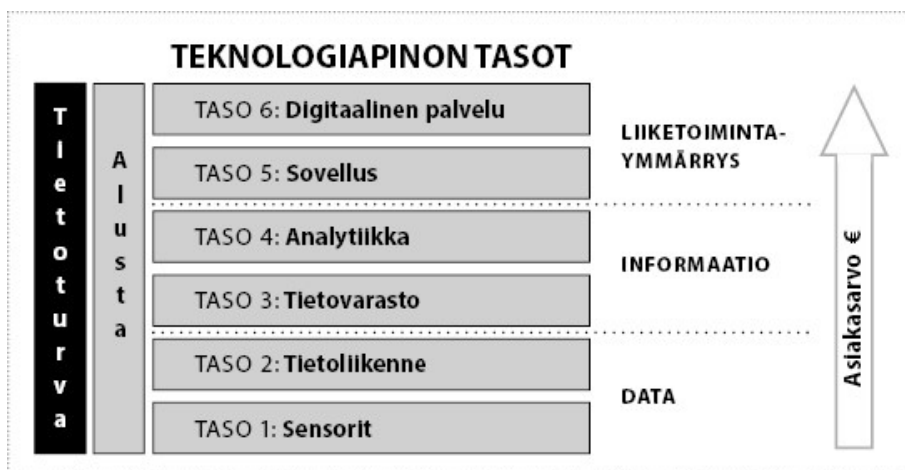 TEKNOLOGIAPINON TASOT
Tietoturva
Alusta
TASO 6: Digitaalinen palvelu
TASO 5: Sovellus
TASO 4: Analytiikka
TASO 3: Tietovarasto
TASO 2: Tietoliikenne
TASO 1: Sensorit
LIIKETOIMINTA-
YMMÄRRYS
INFORMAATIO
DATA
Asiakasarvo €